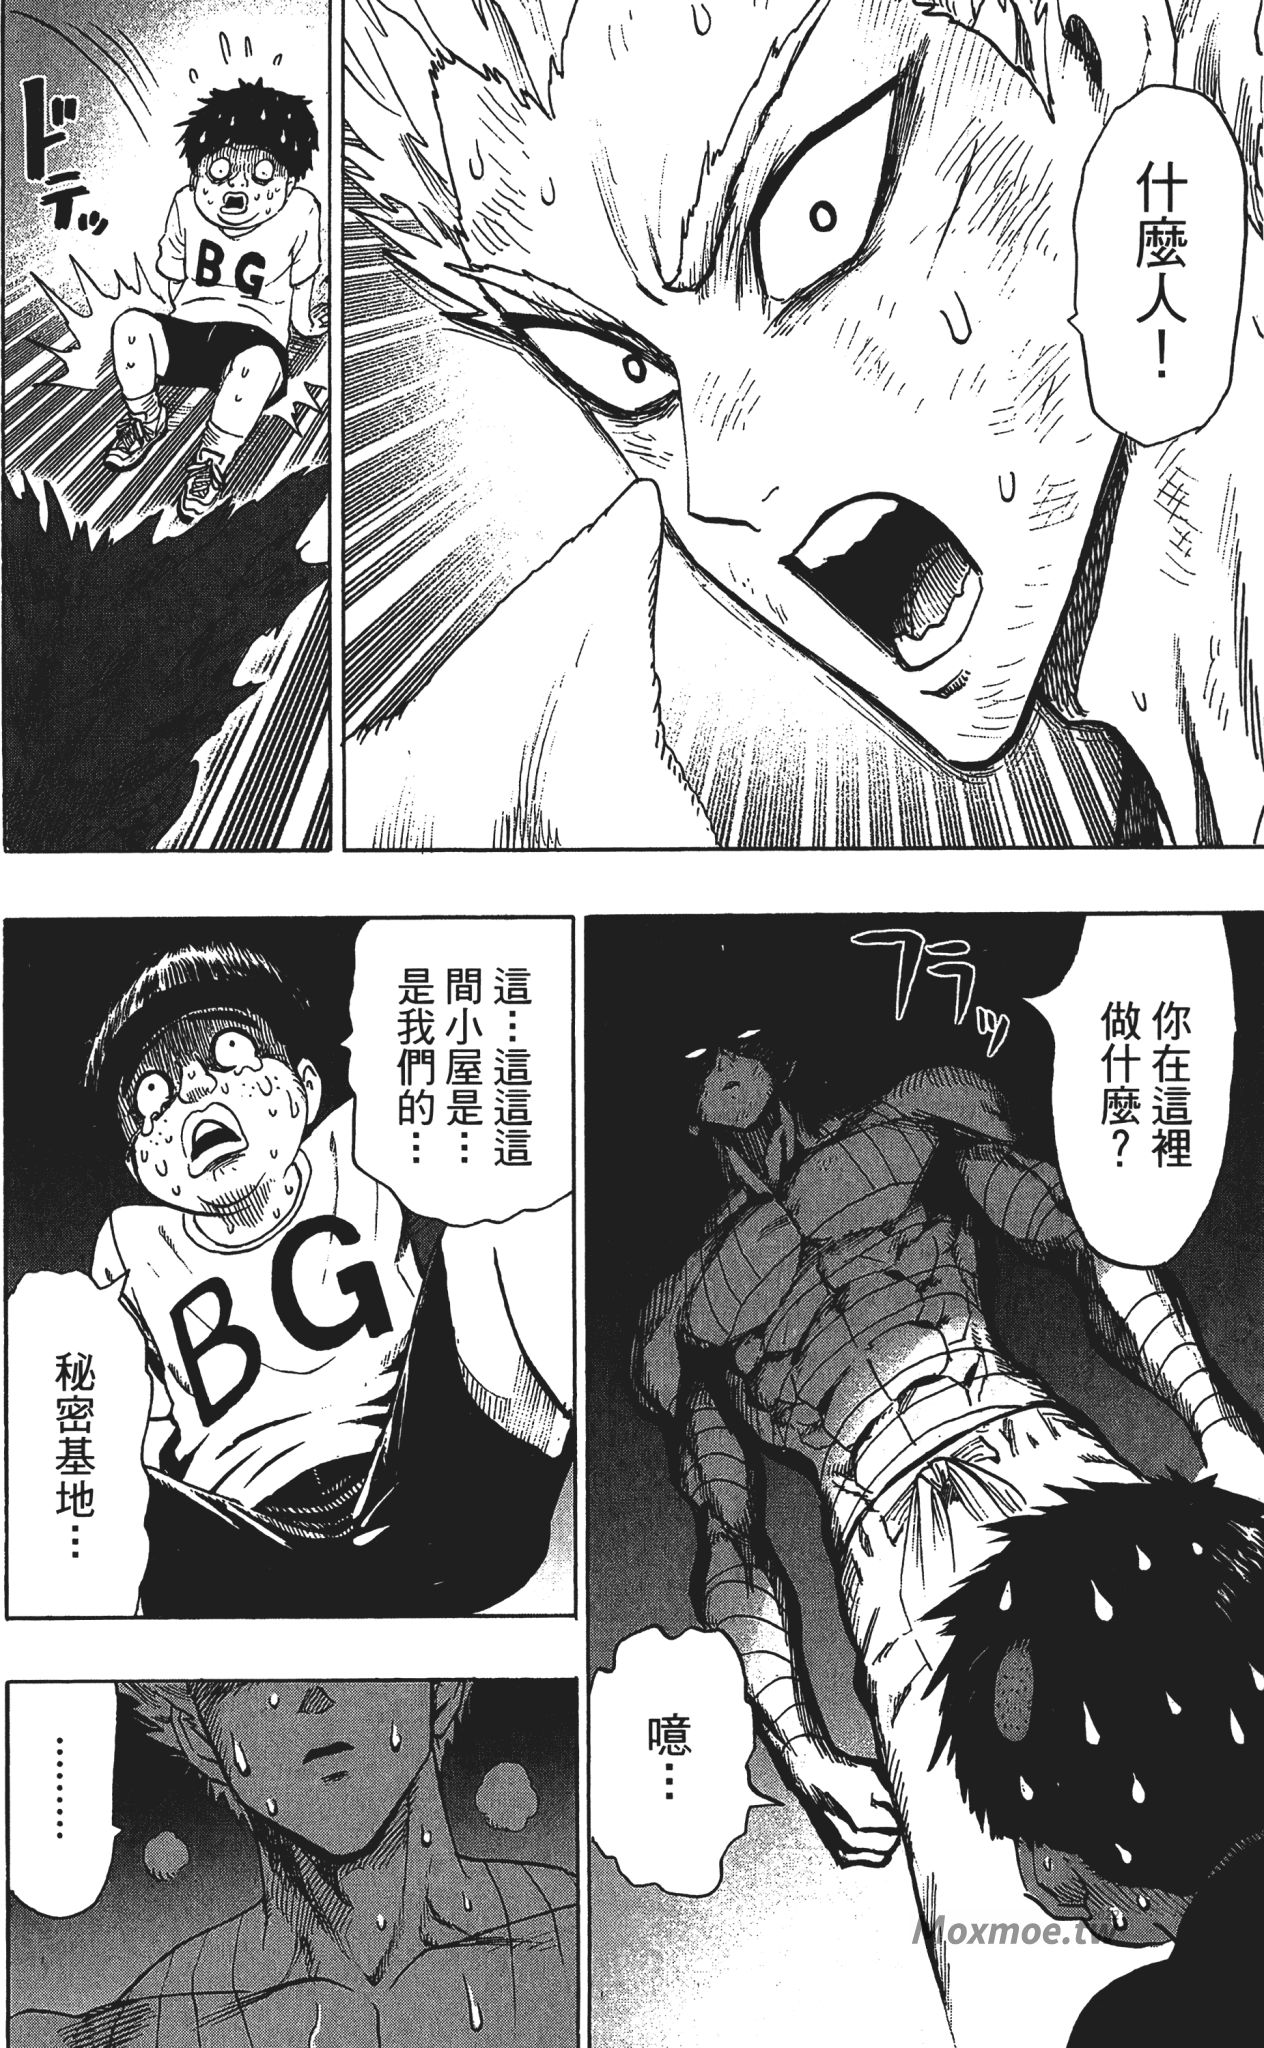 什麼人！
ドテッ
BG
你在這裡
做什麼？
フラッ
噫…
這…這這這
間小屋是…
是我們的…
BG
秘密基地…
………
Moxmoe.tw